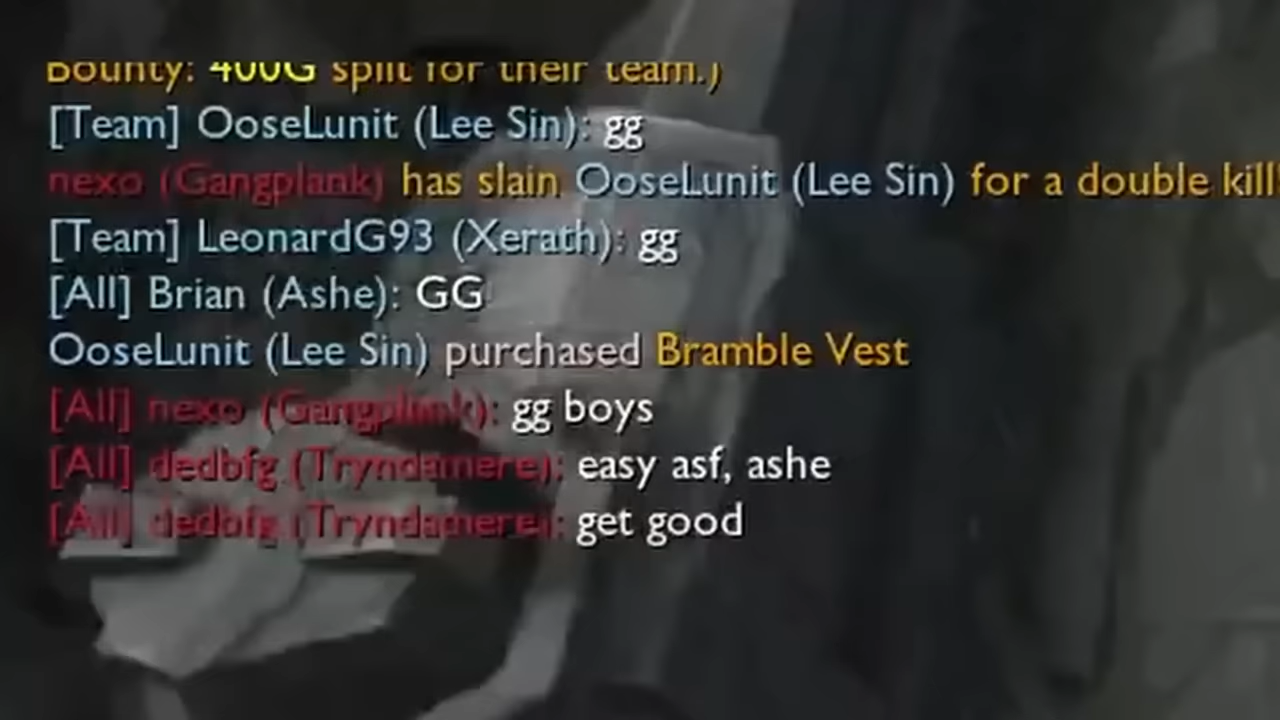 Bounty: 400G split for their team.)
[Team] OoseLunit (Lee Sin): gg
nexo (Gangplank) has slain OoseLunit (Lee Sin) for a double kill!
[Team] LeonardG93 (Xerath): gg
[All] Brian (Ashe): GG
OoseLunit (Lee Sin) purchased Bramble Vest
[All] nexo (Gangplank): gg boys
[All] dedbfg (Tryndamere): easy asf, ashe
[All] dedbfg (Tryndamere): get good